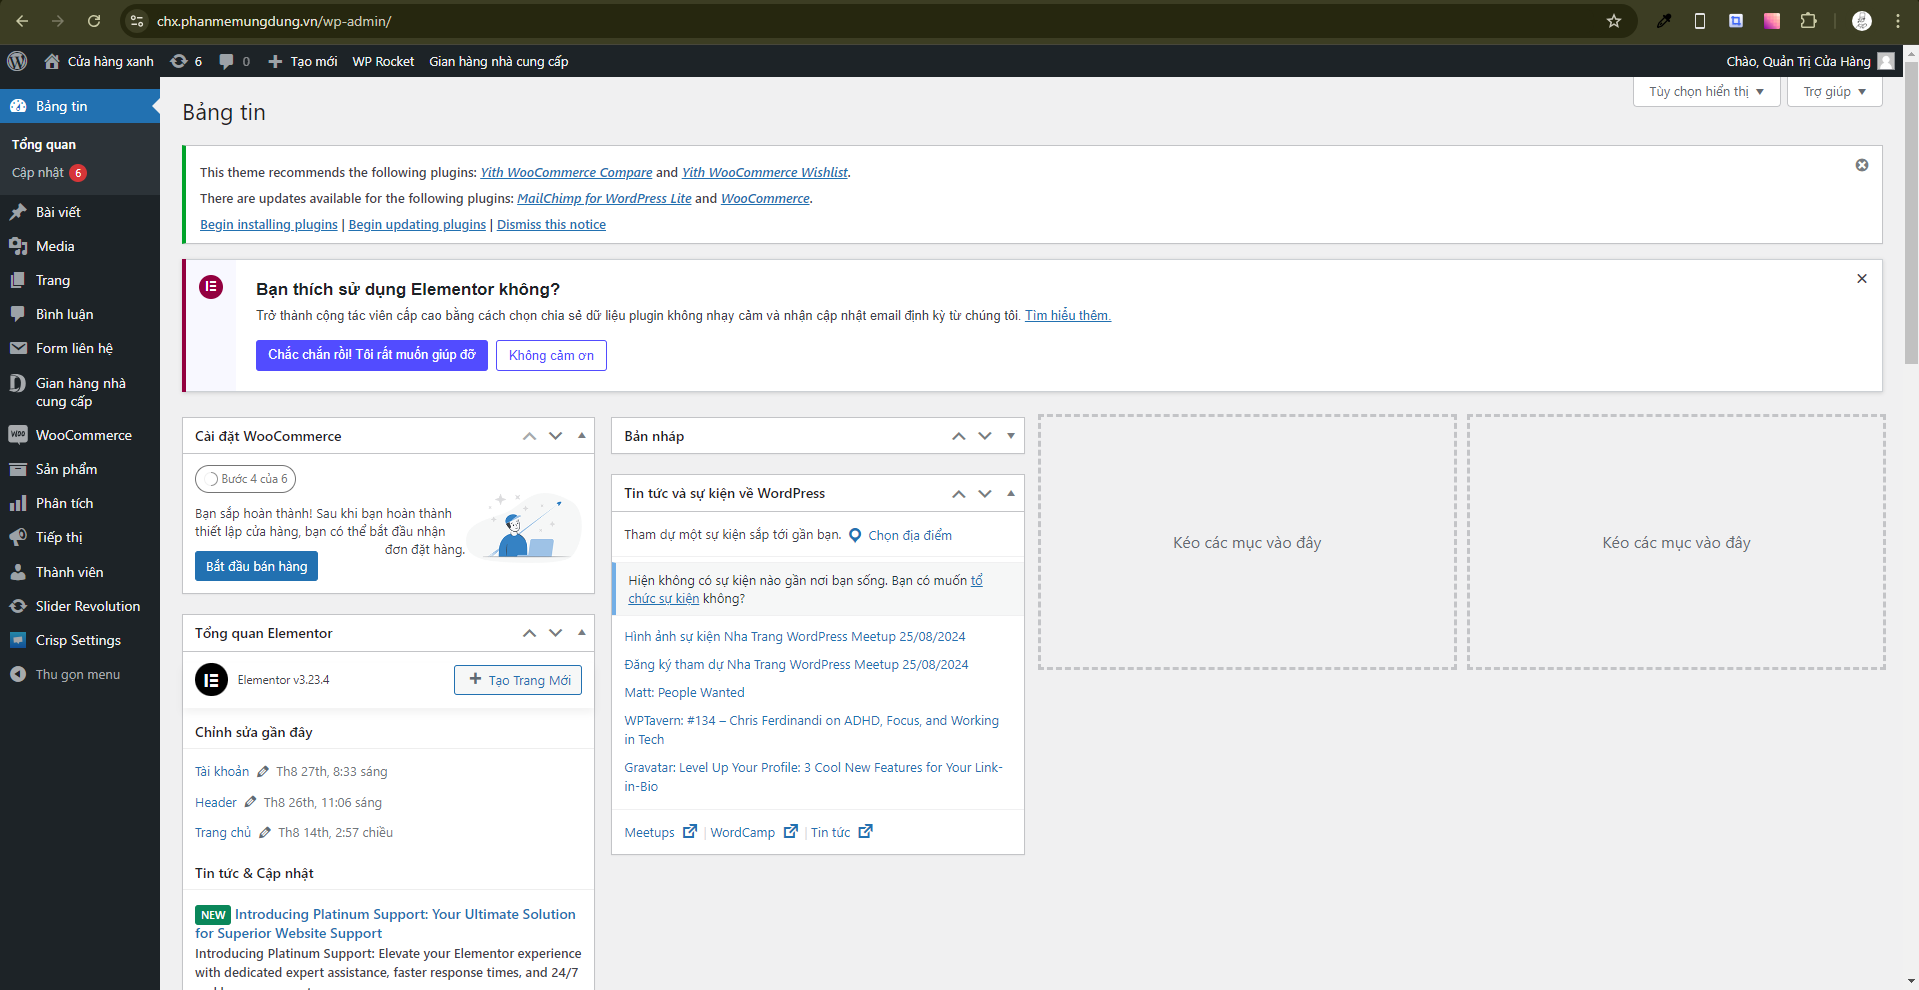 chx.phanmemungdung.vn/wp-admin/
Cửa hàng xanh 6 0 Tạo mới WP Rocket Gian hàng nhà cung cấp
Chào, Quản Trị Cửa Hàng
Bảng tin
Tổng quan
Cập nhật 6
Bài viết
Media
Trang
Bình luận
Form liên hệ
Gian hàng nhà
cung cấp
WooCommerce
Sản phẩm
Phân tích
Tiếp thị
Thành viên
Slider Revolution
Crisp Settings
Thu gọn menu
Tùy chọn hiển thị
Trợ giúp
Bảng tin
This theme recommends the following plugins: Yith WooCommerce Compare and Yith WooCommerce Wishlist.
There are updates available for the following plugins: MailChimp for WordPress Lite and WooCommerce.
Begin installing plugins | Begin updating plugins | Dismiss this notice
Bạn thích sử dụng Elementor không?
Trở thành cộng tác viên cấp cao bằng cách chọn chia sẻ dữ liệu plugin không nhạy cảm và nhận cập nhật email định kỳ từ chúng tôi. Tìm hiểu thêm.
Chắc chắn rồi! Tôi rất muốn giúp đỡ
Không cảm ơn
Cài đặt WooCommerce
Bước 4 của 6
Bạn sắp hoàn thành! Sau khi bạn hoàn thành
thiết lập cửa hàng, bạn có thể bắt đầu nhận
đơn đặt hàng.
Bắt đầu bán hàng
Tổng quan Elementor
Elementor v3.23.4
Tạo Trang Mới
Chỉnh sửa gần đây
Tài khoản Th8 27th, 8:33 sáng
Header Th8 26th, 11:06 sáng
Trang chủ Th8 14th, 2:57 chiều
Tin tức & Cập nhật
NEW Introducing Platinum Support: Your Ultimate Solution
for Superior Website Support
Introducing Platinum Support: Elevate your Elementor experience
with dedicated expert assistance, faster response times, and 24/7
Bản nháp
Tin tức và sự kiện về WordPress
Tham dự một sự kiện sắp tới gần bạn. Chọn địa điểm
Hiện không có sự kiện nào gần nơi bạn sống. Bạn có muốn tổ
chức sự kiện không?
Hình ảnh sự kiện Nha Trang WordPress Meetup 25/08/2024
Đăng ký tham dự Nha Trang WordPress Meetup 25/08/2024
Matt: People Wanted
WPTavern: #134 – Chris Ferdinandi on ADHD, Focus, and Working
in Tech
Gravatar: Level Up Your Profile: 3 Cool New Features for Your Link-
in-Bio
Meetups | WordCamp | Tin tức
Kéo các mục vào đây
Kéo các mục vào đây